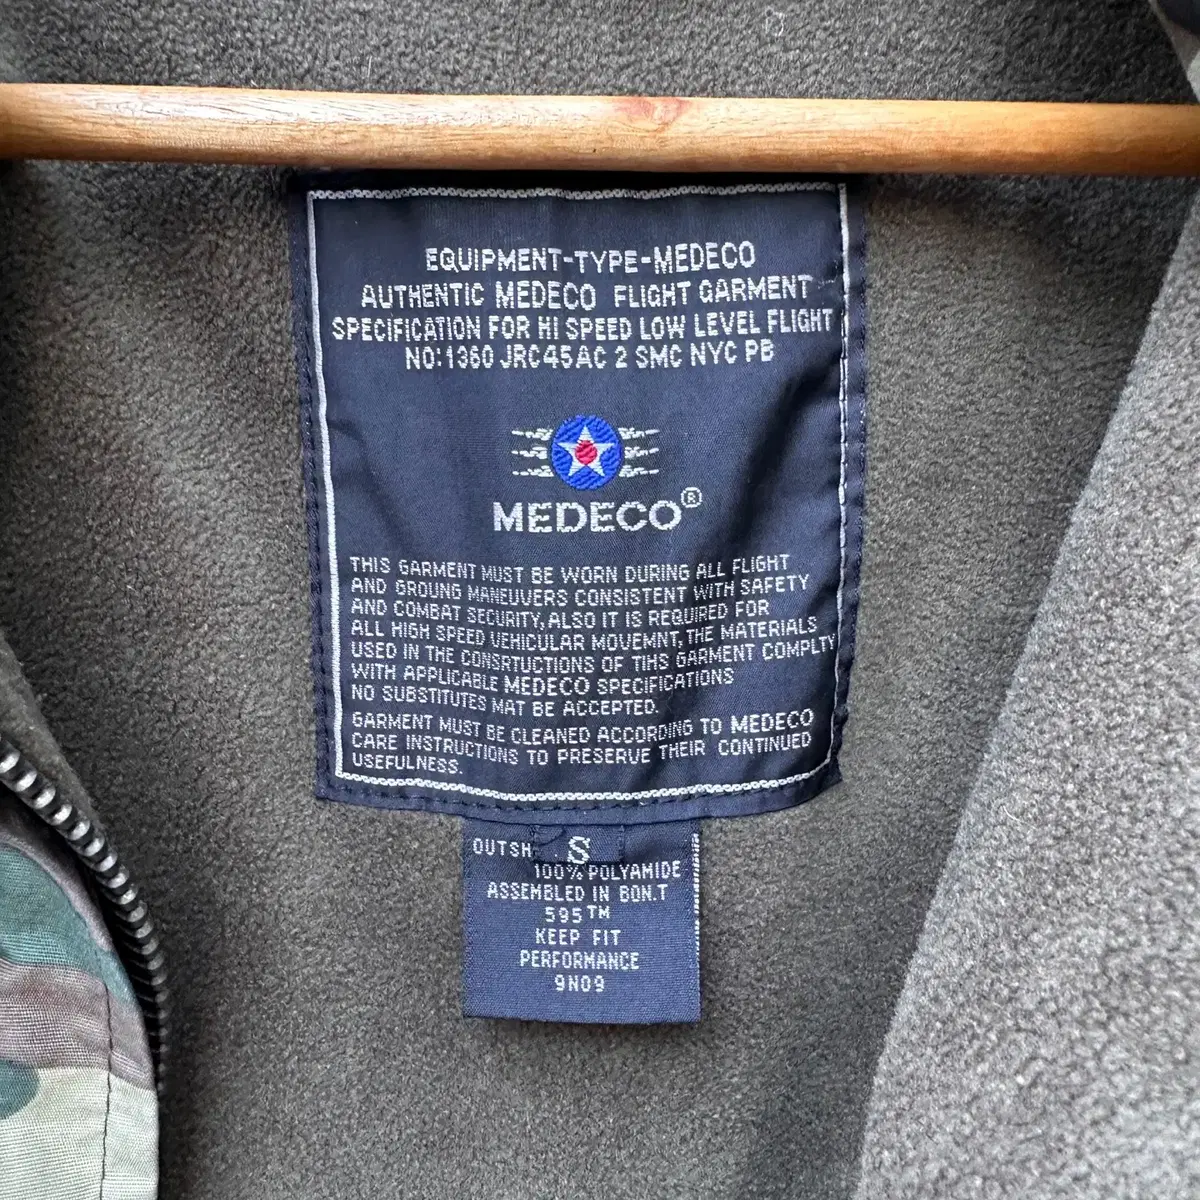 EQUIPMENT-TYPE-MEDECO
AUTHENTIC MEDECO FLIGHT GARMENT
SPECIFICATION FOR HI SPEED LOW LEVEL FLIGHT
NO:1360 JRC45AC 2 SMC NYC PB
MEDECO®
THIS GARMENT MUST BE WORN DURING ALL FLIGHT
AND GROUNG MANEUVERS CONSISTENT WITH SAFETY
AND COMBAT SECURITY,ALSO IT IS REQUIRED FOR
ALL HIGH SPEED VEHICULAR MOVEMNT,THE MATERIALS
USED IN THE CONSRTUCTIONS OF TIHS GARMENT COMPLTY
WITH APPLICABLE MEDECO SPECIFICATIONS
NO SUBSTITUTES MAT BE ACCEPTED.
GARMENT MUST BE CLEANED ACCORDING TO MEDECO
CARE INSTRUCTIONS TO PRESERVE THEIR CONTINUED
USEFULNESS.
OUTSH S
100% POLYAMIDE
ASSEMBLED IN BON.T
595™
KEEP FIT
PERFORMANCE
9N09